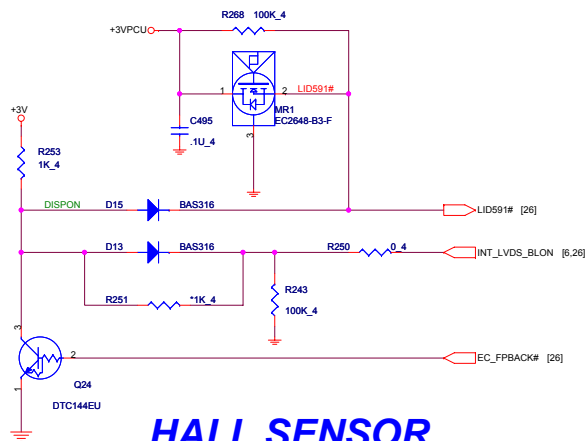 R268 100K_4
+3VPCU
1
2
LID591#
MR1
EC2648-B3-F
3
C495
.1U_4
+3V
R253
1K_4
DISPON
D15
BAS316
LID591# [26]
D13
BAS316
R250
0_4
INT_LVDS_BLON [6,26]
R251
*1K_4
R243
100K_4
3
2
EC_FPBACK# [26]
1
Q24
DTC144EU
HALL SENSOR